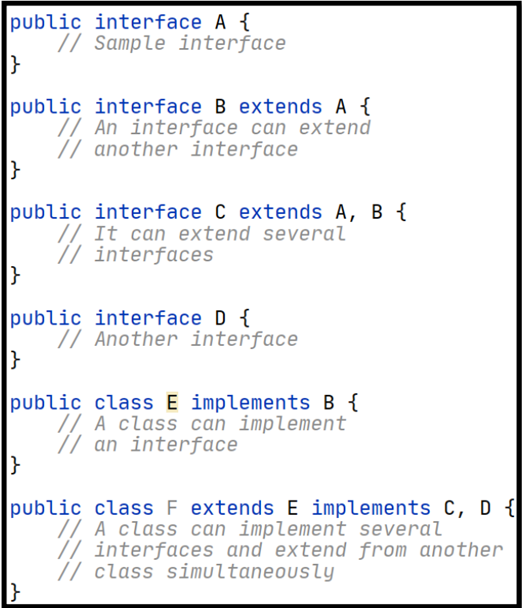 public interface A {
    // Sample interface
}
public interface B extends A {
    // An interface can extend
    // another interface
}
public interface C extends A, B {
    // It can extend several
    // interfaces
}
public interface D {
    // Another interface
}
public class E implements B {
    // A class can implement
    // an interface
}
public class F extends E implements C, D {
    // A class can implement several
    // interfaces and extend from another
    // class simultaneously
}